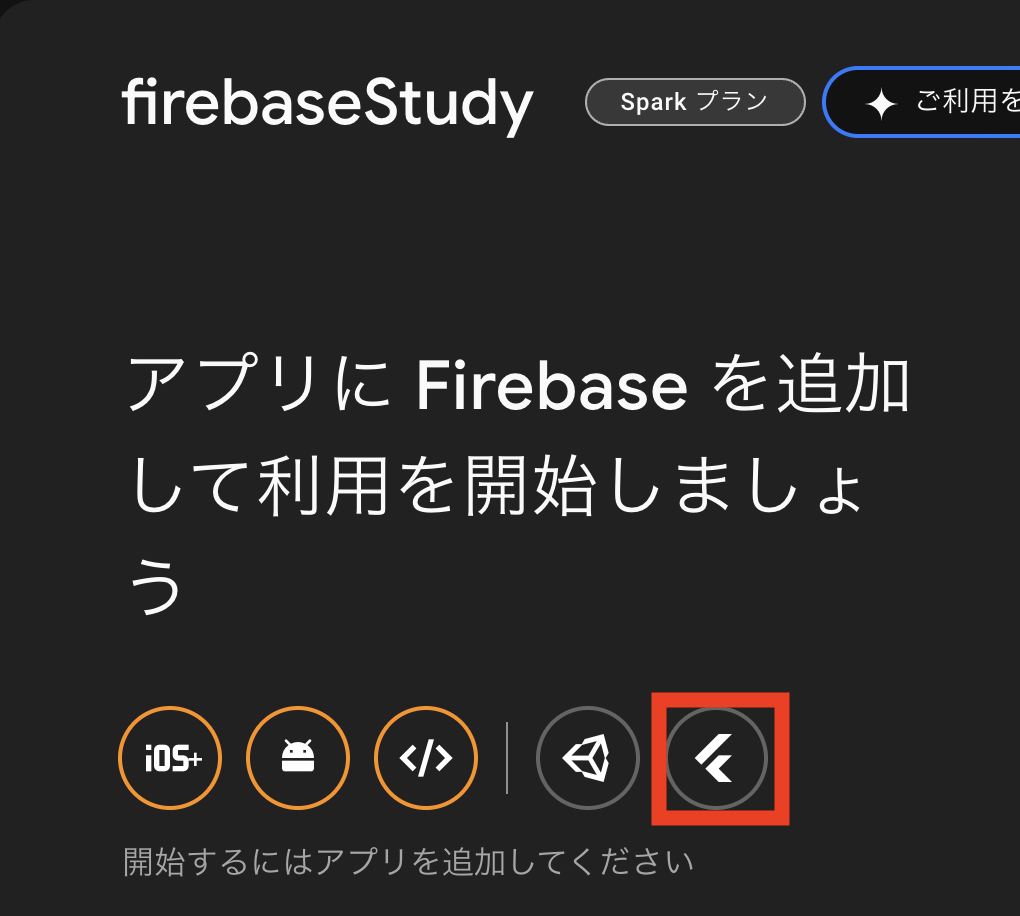 firebaseStudy
Spark プラン
ご利用を
アプリに Firebase を追加
して利用を開始しましょ
う
iOS+
開始するにはアプリを追加してください